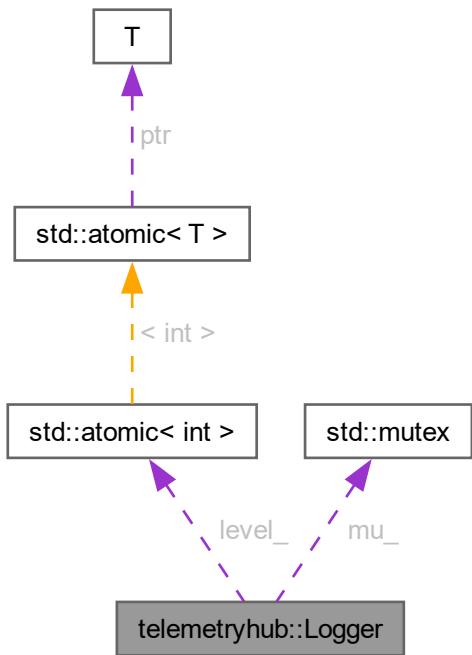 T
ptr
std::atomic< T >
< int >
std::atomic< int >
std::mutex
level_
mu_
telemetryhub::Logger